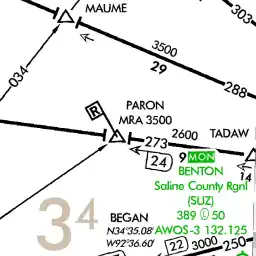 MAUME
303
3500
29
288
034
R
PARON
MRA 3500
2600
TADAW
273
24
9 MON
14
BENTON
Saline County Rgnl
(SUZ)
389 Ⓛ 50
AWOS-3 132.125
34
BEGAN
N34°35.08'
W92°36.60'
22
3000
250